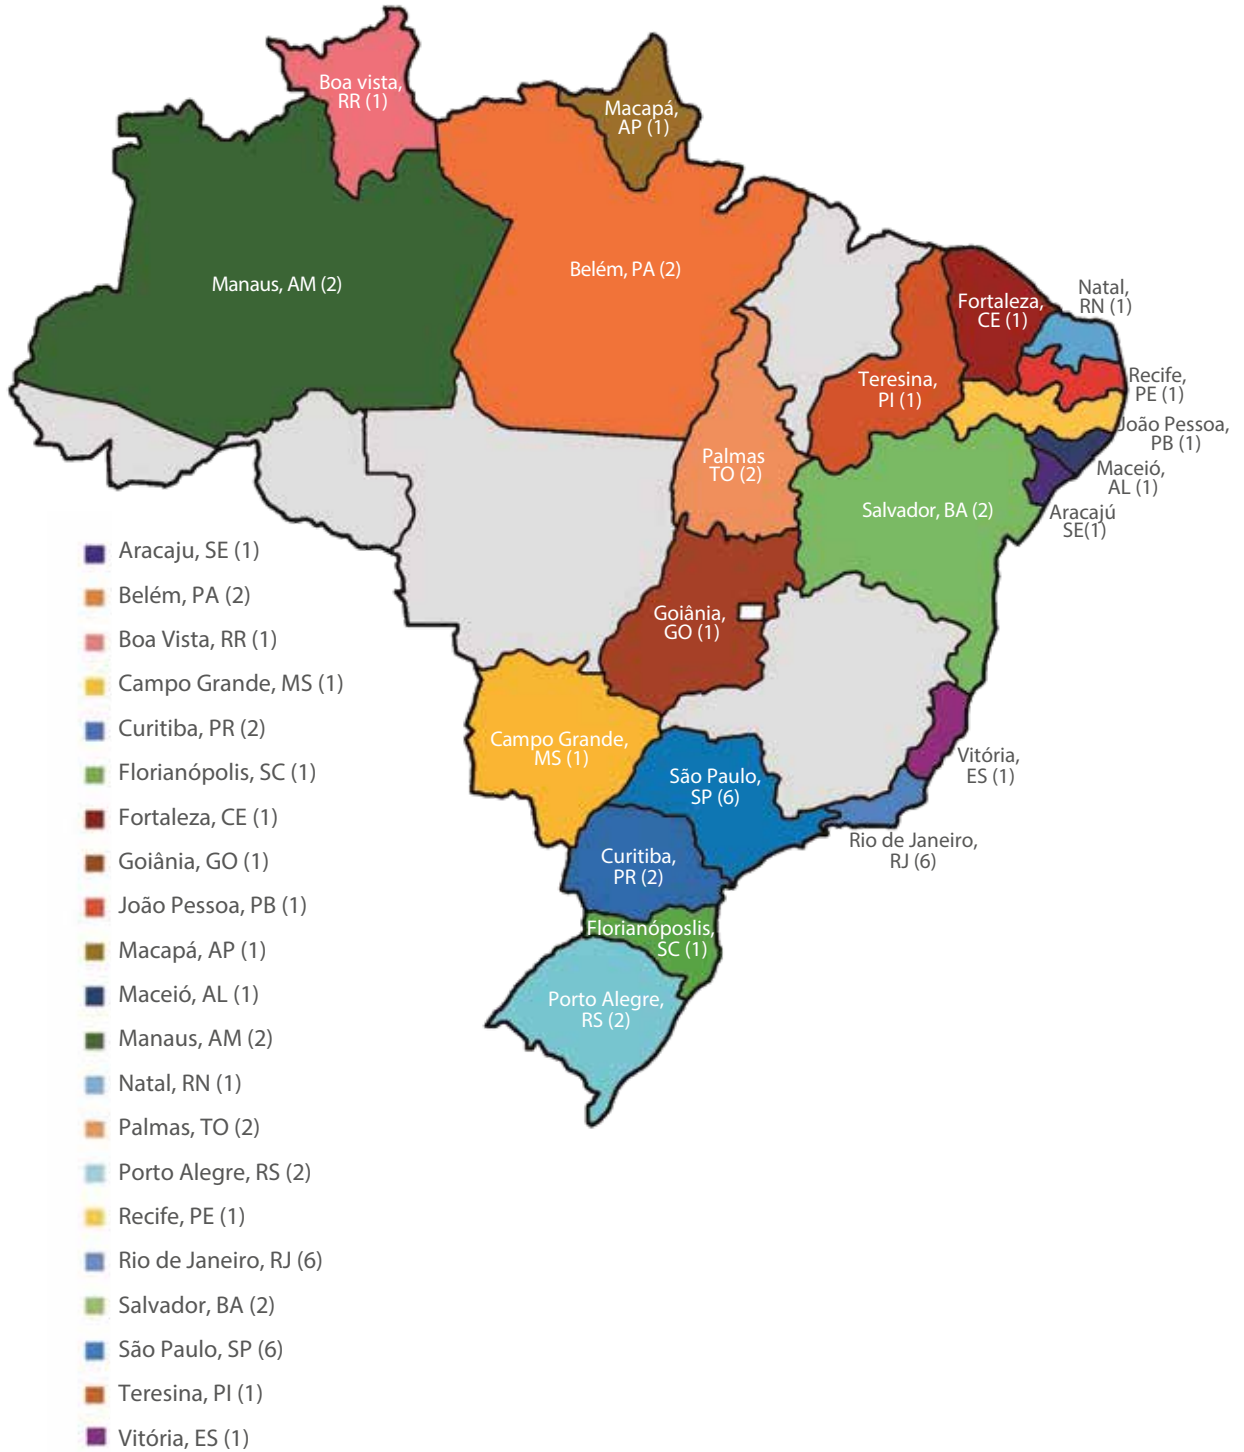 Boa vista,
RR (1)
Macapá,
AP (1)
Manaus, AM (2)
Belém, PA (2)
Fortaleza,
CE (1)
Natal,
RN (1)
Teresina,
PI (1)
Recife,
PE (1)
João Pessoa,
PB (1)
Palmas
TO (2)
Maceió,
AL (1)
Salvador, BA (2)
Aracajú
SE(1)
Goiânia,
GO (1)
Campo Grande,
MS (1)
São Paulo,
SP (6)
Vitória,
ES (1)
Rio de Janeiro,
RJ (6)
Curitiba,
PR (2)
Florianóposlis,
SC (1)
Porto Alegre,
RS (2)
Aracaju, SE (1)
Belém, PA (2)
Boa Vista, RR (1)
Campo Grande, MS (1)
Curitiba, PR (2)
Florianópolis, SC (1)
Fortaleza, CE (1)
Goiânia, GO (1)
João Pessoa, PB (1)
Macapá, AP (1)
Maceió, AL (1)
Manaus, AM (2)
Natal, RN (1)
Palmas, TO (2)
Porto Alegre, RS (2)
Recife, PE (1)
Rio de Janeiro, RJ (6)
Salvador, BA (2)
São Paulo, SP (6)
Teresina, PI (1)
Vitória, ES (1)